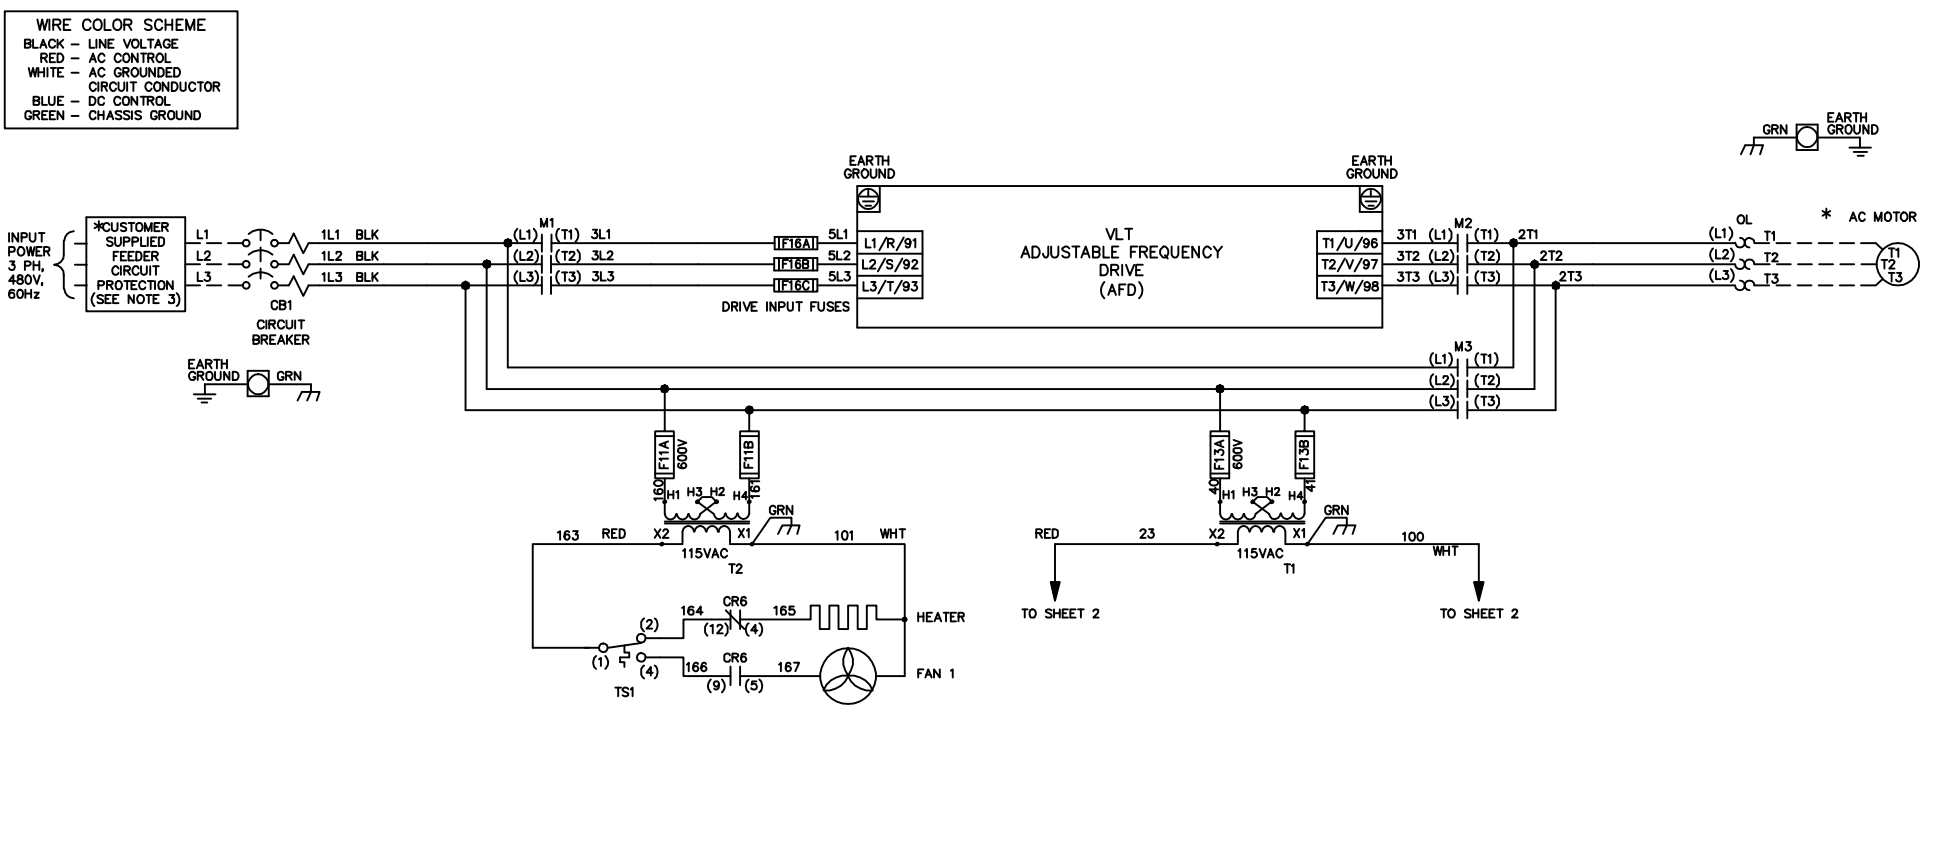 WIRE COLOR SCHEME
BLACK – LINE VOLTAGE
RED – AC CONTROL
WHITE – AC GROUNDED
CIRCUIT CONDUCTOR
BLUE – DC CONTROL
GREEN – CHASSIS GROUND
GRN
EARTH
GROUND
INPUT
POWER
3 PH,
480V,
60Hz
*CUSTOMER
SUPPLIED
FEEDER
CIRCUIT
PROTECTION
(SEE NOTE 3)
L1
L2
L3
CB1
CIRCUIT
BREAKER
1L1 BLK
1L2 BLK
1L3 BLK
EARTH
GROUND
GRN
M1
(L1) (T1) 3L1
(L2) (T2) 3L2
(L3) (T3) 3L3
F16A
F16B
F16C
DRIVE INPUT FUSES
5L1
5L2
5L3
EARTH
GROUND
L1/R/91
L2/S/92
L3/T/93
VLT
ADJUSTABLE FREQUENCY
DRIVE
(AFD)
EARTH
GROUND
T1/U/96
T2/V/97
T3/W/98
M2
3T1 (L1) (T1) 2T1
3T2 (L2) (T2) 2T2
3T3 (L3) (T3) 2T3
OL
(L1) T1
(L2) T2
(L3) T3
* AC MOTOR
T1
T2
T3
M3
(L1) (T1)
(L2) (T2)
(L3) (T3)
F11A
600V
F11B
160
161
H1 H3 H2 H4
GRN
163 RED X2 X1 101 WHT
115VAC
T2
F13A
600V
F13B
40
41
H1 H3 H2 H4
GRN
RED 23 X2 X1 100
WHT
115VAC
T1
TO SHEET 2
TO SHEET 2
164 CR6 165
(12) (4)
HEATER
(2)
(1)
(4)
TS1
166 CR6 167
(9) (5)
FAN 1